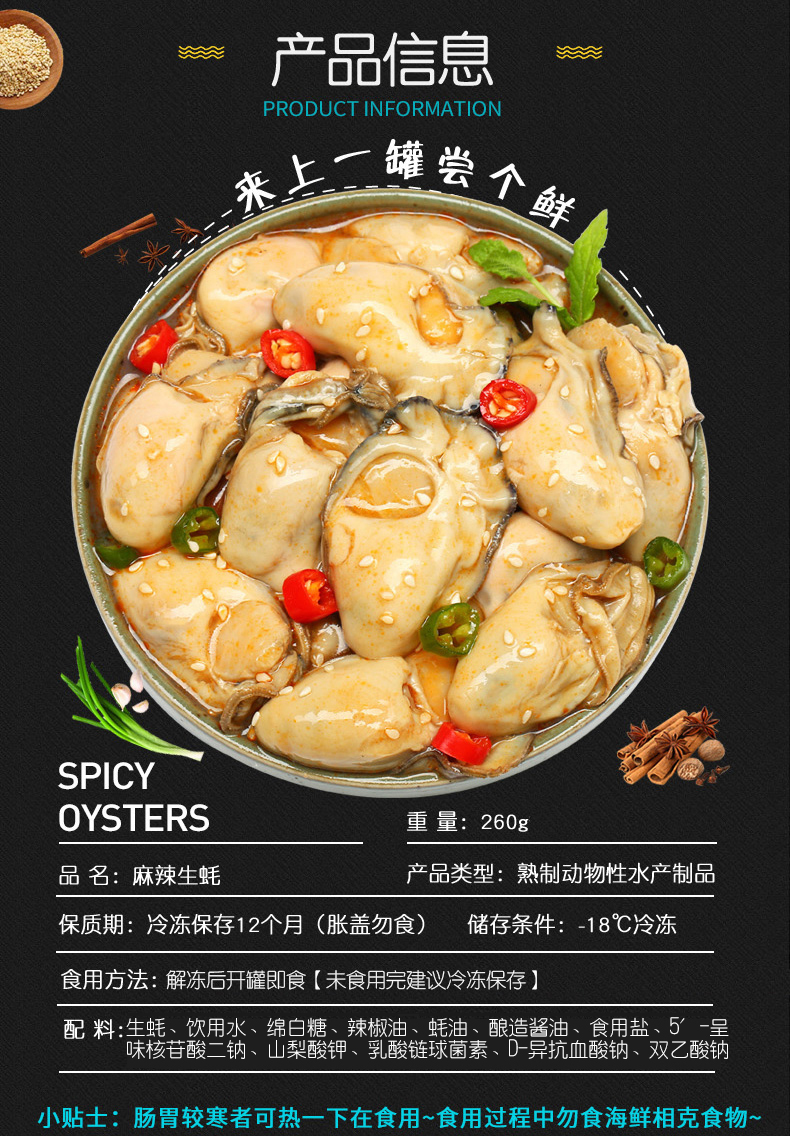 产品信息
PRODUCT INFORMATION
来上一罐尝个鲜
SPICY
OYSTERS
重 量：260g
品 名：麻辣生蚝
产品类型：熟制动物性水产制品
保质期：冷冻保存12个月（胀盖勿食）
储存条件：-18℃冷冻
食用方法：解冻后开罐即食【未食用完建议冷冻保存】
配 料：生蚝、饮用水、绵白糖、辣椒油、蚝油、酿造酱油、食用盐、5′-呈
味核苷酸二钠、山梨酸钾、乳酸链球菌素、D-异抗血酸钠、双乙酸钠
小贴士：肠胃较寒者可热一下在食用~食用过程中勿食海鲜相克食物~